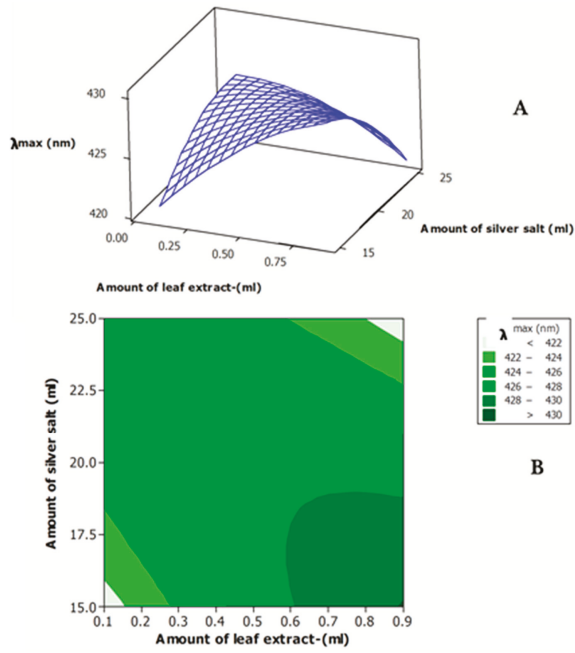 430
A
λmax (nm)
425
25
420
20
Amount of silver salt (ml)
0.00
0.25
0.50
0.75
15
Amount of leaf extract-(ml)
25.0
22.5
20.0
17.5
15.0
Amount of silver salt (ml)
0.1 0.2 0.3 0.4 0.5 0.6 0.7 0.8 0.9
Amount of leaf extract-(ml)
λ max (nm)
< 422
422 – 424
424 – 426
426 – 428
428 – 430
> 430
B